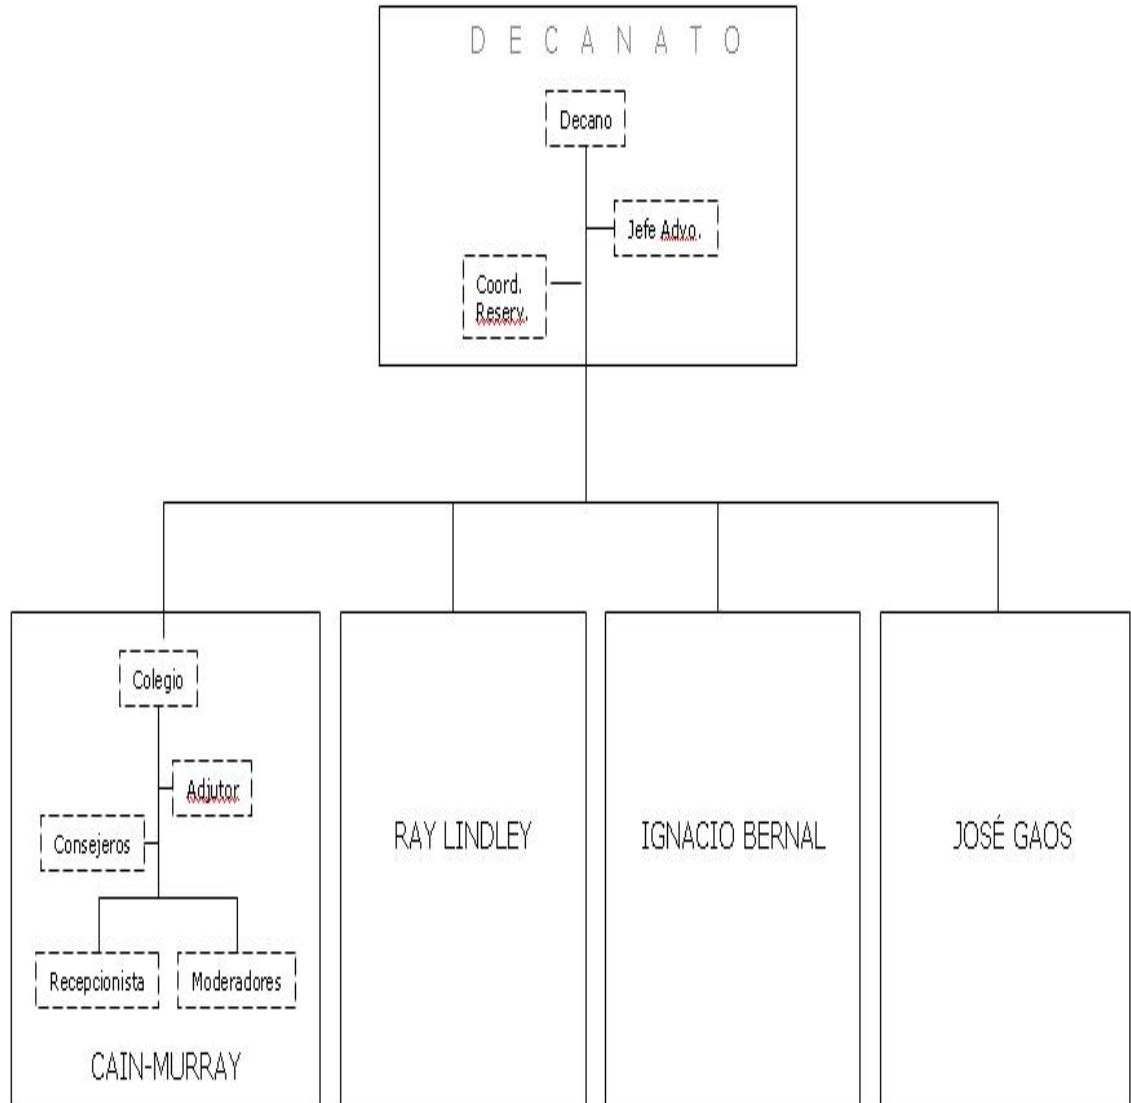 D E C A N A T O
Decano
Jefe Advo.
Coord.
Reserv.
Colegio
Adjutor
Consejeros
Recepcionista
Moderadores
CAIN-MURRAY
RAY LINDLEY
IGNACIO BERNAL
JOSÉ GAOS